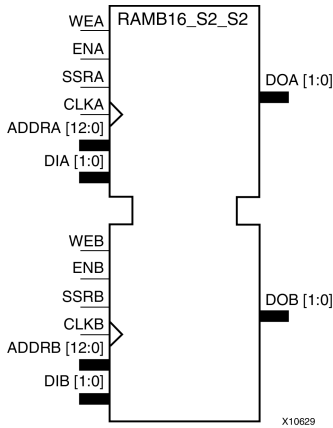 RAMB16_S2_S2
WEA
ENA
SSRA
CLKA
ADDRA [12:0]
DIA [1:0]
DOA [1:0]
WEB
ENB
SSRB
CLKB
ADDRB [12:0]
DIB [1:0]
DOB [1:0]
X10629